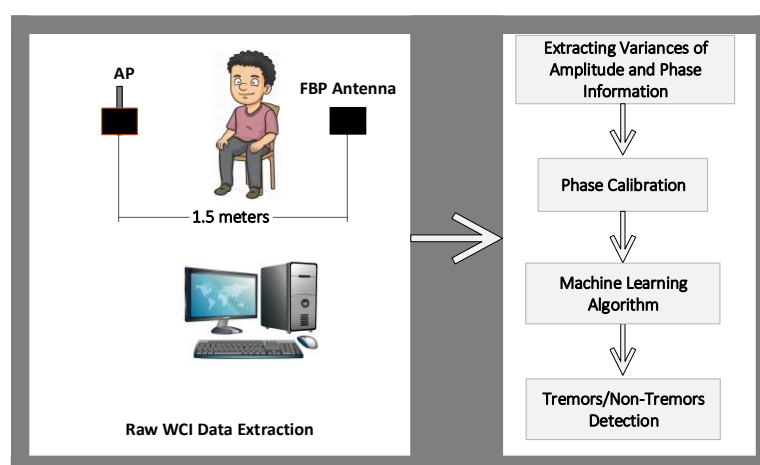 AP
FBP Antenna
1.5 meters
Raw WCI Data Extraction
Extracting Variances of
Amplitude and Phase
Information
Phase Calibration
Machine Learning
Algorithm
Tremors/Non-Tremors
Detection